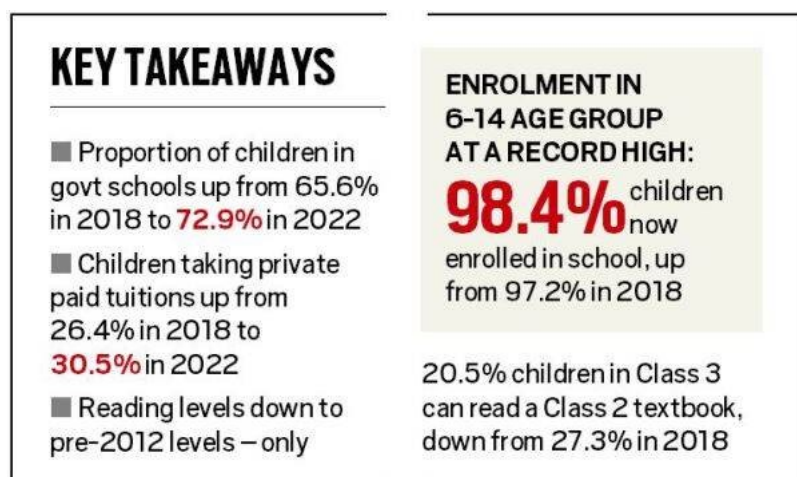 KEY TAKEAWAYS
■ Proportion of children in
govt schools up from 65.6%
in 2018 to 72.9% in 2022
■ Children taking private
paid tuitions up from
26.4% in 2018 to
30.5% in 2022
■ Reading levels down to
pre-2012 levels – only
ENROLMENT IN
6-14 AGE GROUP
AT A RECORD HIGH:
98.4% children
now
enrolled in school, up
from 97.2% in 2018
20.5% children in Class 3
can read a Class 2 textbook,
down from 27.3% in 2018